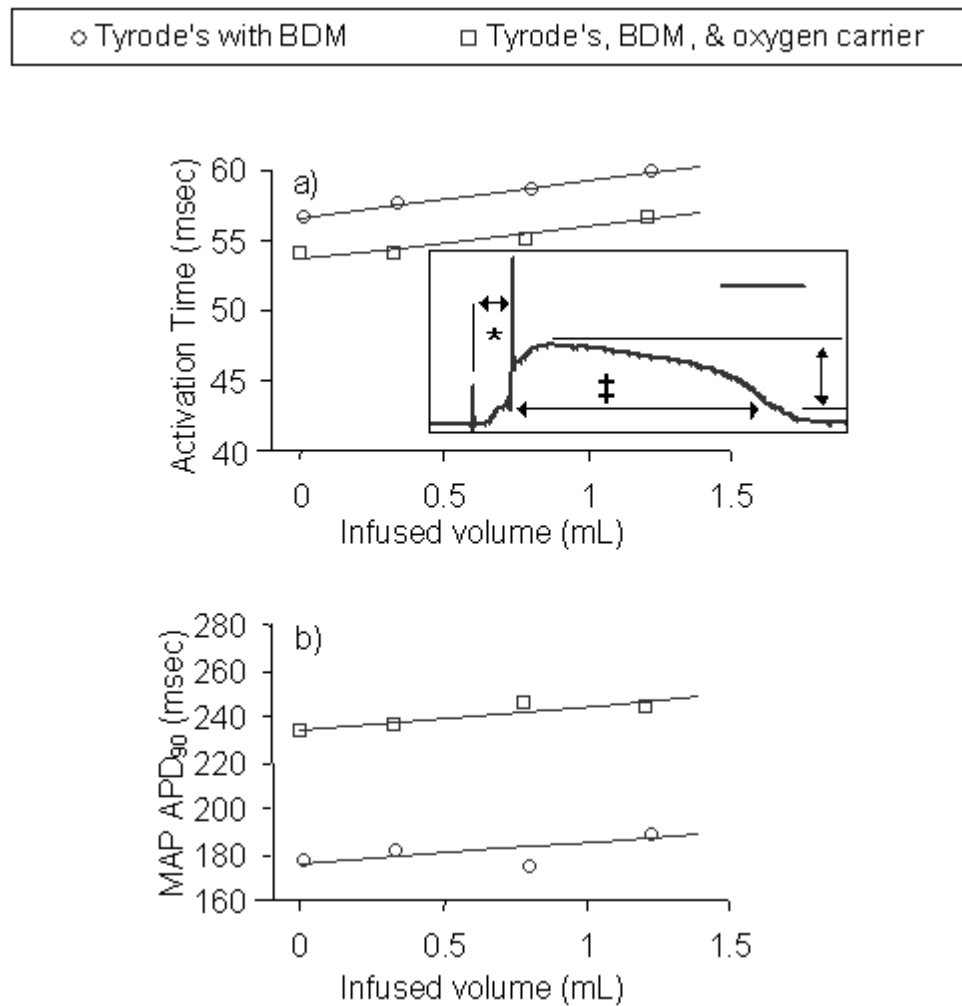 Tyrode's with BDM Tyrode's, BDM, & oxygen carrier
a)
Activation Time (msec)
60
55
50
45
40
*
‡
0 0.5 1 1.5
Infused volume (mL)
b)
MAP APD90 (msec)
280
260
240
220
200
180
160
0 0.5 1 1.5
Infused volume (mL)